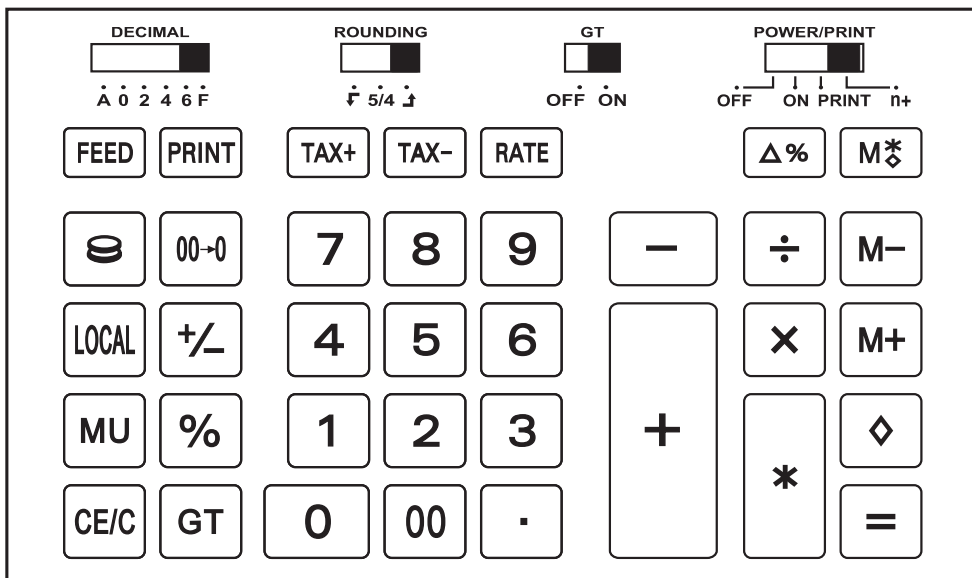 DECIMAL ROUNDING GT POWER/PRINT
A 0 2 4 6 F 5/4 OFF ON OFF ON PRINT n+
FEED PRINT TAX+ TAX− RATE Δ% M*◇
00→0 7 8 9 − ÷ M−
LOCAL +/− 4 5 6 × M+
MU % 1 2 3 + * ◇
CE/C GT 0 00 . =